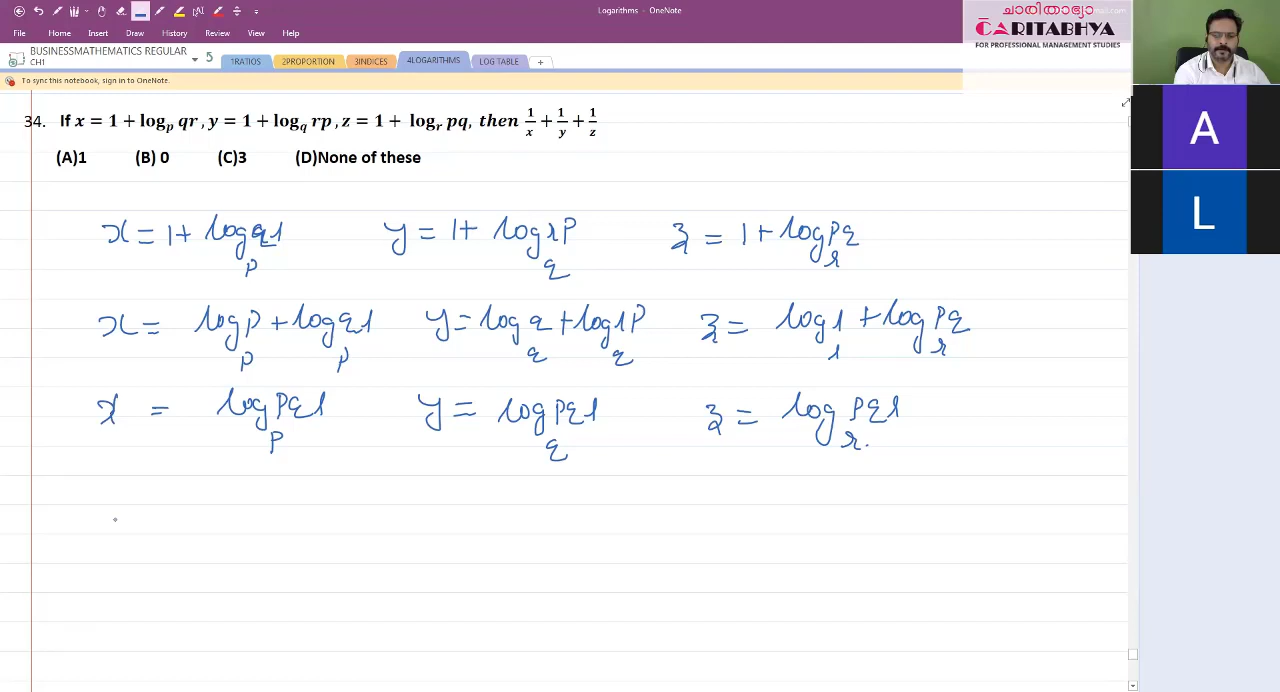 Logarithms - OneNote
ചാരിതാഭ്യാ
mail.com
CARITABHYA
FOR PROFESSIONAL MANAGEMENT STUDIES
File Home Insert Draw History Review View Help
BUSINESSMATHEMATICS REGULAR
CH1
1RATIOS 2PROPORTION 3INDICES 4LOGARITHMS LOG TABLE +
To sync this notebook, sign in to OneNote.
34. If x = 1 + log_p qr , y = 1 + log_q rp , z = 1 + log_r pq, then 1/x + 1/y + 1/z
(A)1 (B) 0 (C)3 (D)None of these
x = 1 + log_p qr y = 1 + log_q rp z = 1 + log_r pq
x = log_p p + log_p qr y = log_q q + log_q rp z = log_r r + log_r pq
x = log_p pqr y = log_q pqr z = log_r pqr
A
L